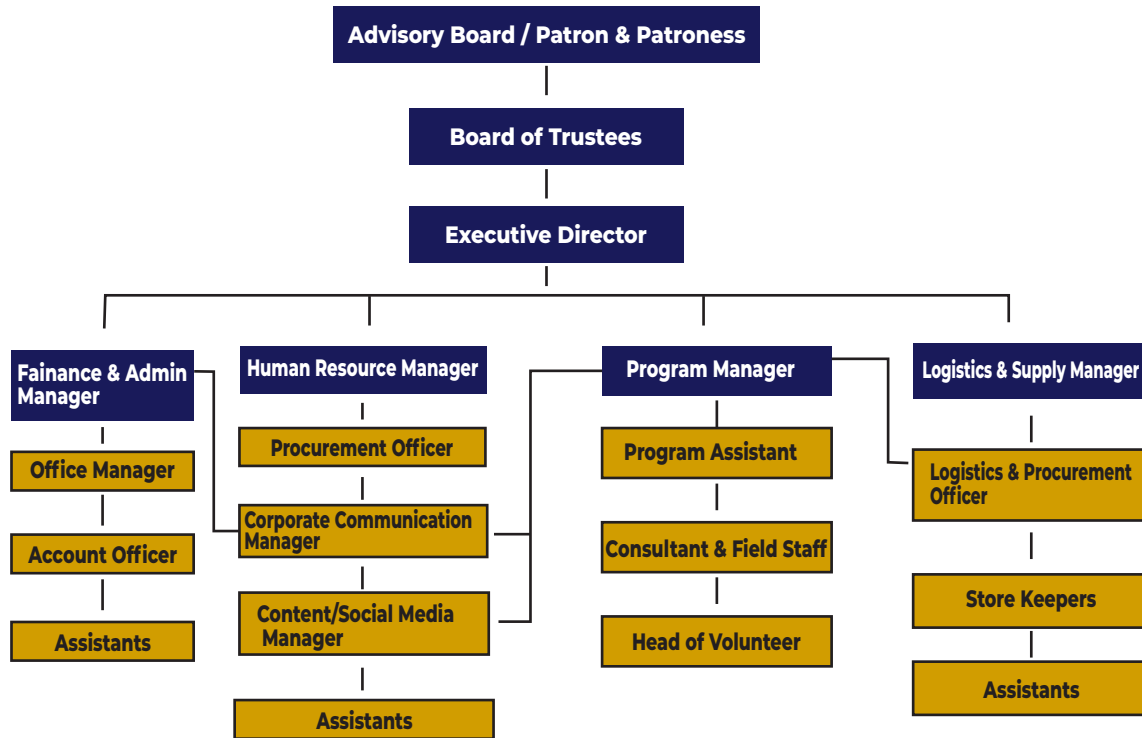 Advisory Board / Patron & Patroness
Board of Trustees
Executive Director
Fainance & Admin
Manager
Human Resource Manager
Program Manager
Logistics & Supply Manager
Office Manager
Procurement Officer
Program Assistant
Logistics & Procurement
Officer
Account Officer
Corporate Communication
Manager
Consultant & Field Staff
Store Keepers
Assistants
Content/Social Media
Manager
Head of Volunteer
Assistants
Assistants